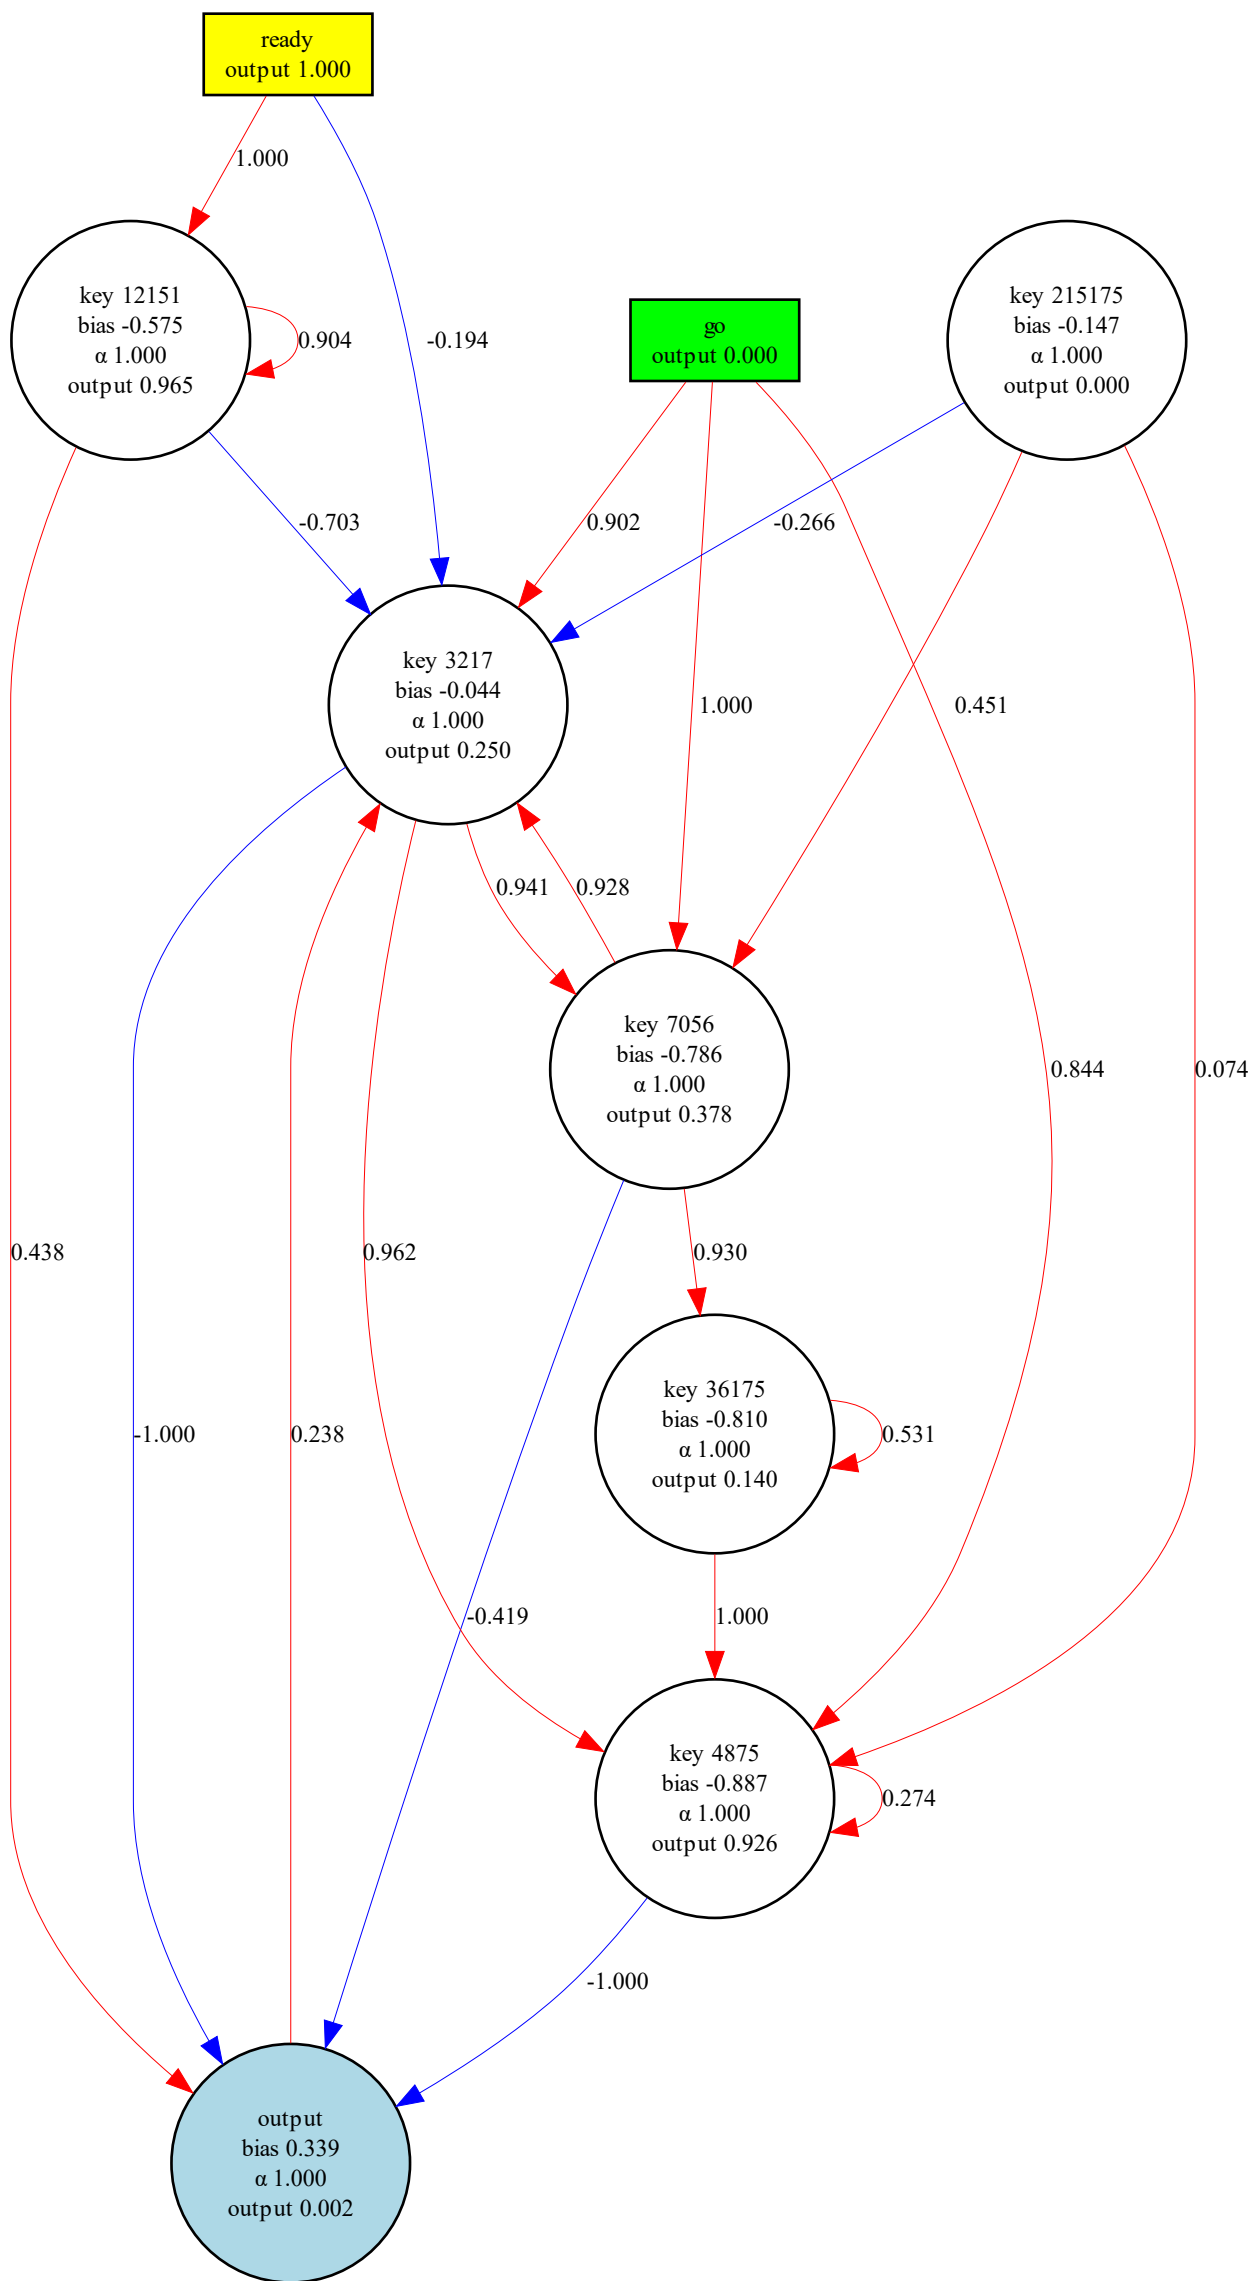 ready
output 1.000
1.000
key 12151
bias -0.575
α 1.000
output 0.965
0.904
-0.194
go
output 0.000
key 215175
bias -0.147
α 1.000
output 0.000
-0.703
0.902
-0.266
key 3217
bias -0.044
α 1.000
output 0.250
1.000
0.451
0.941
0.928
key 7056
bias -0.786
α 1.000
output 0.378
0.844
0.074
0.438
0.962
0.930
key 36175
bias -0.810
α 1.000
output 0.140
0.531
-1.000
0.238
-0.419
1.000
key 4875
bias -0.887
α 1.000
output 0.926
0.274
-1.000
output
bias 0.339
α 1.000
output 0.002